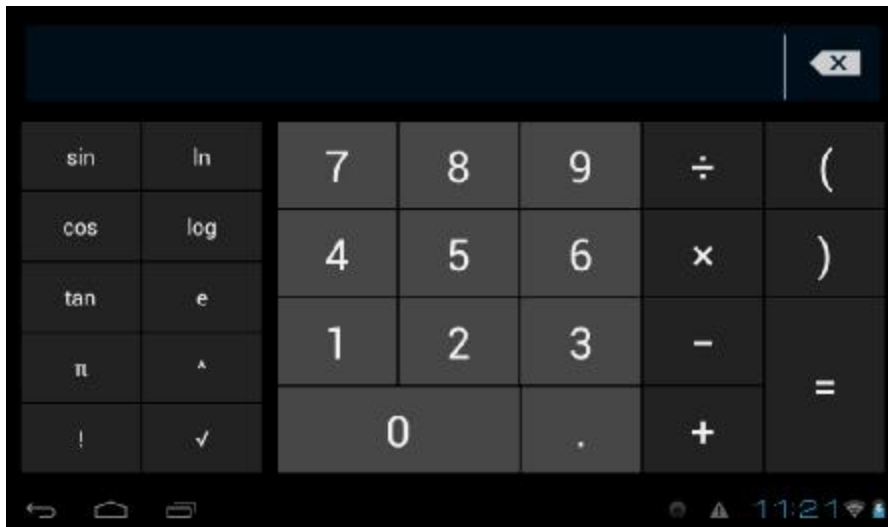 sin ln 7 8 9 ÷ (
cos log 4 5 6 × )
tan e 1 2 3 −
π ^ =
! √ 0 . +
11:21